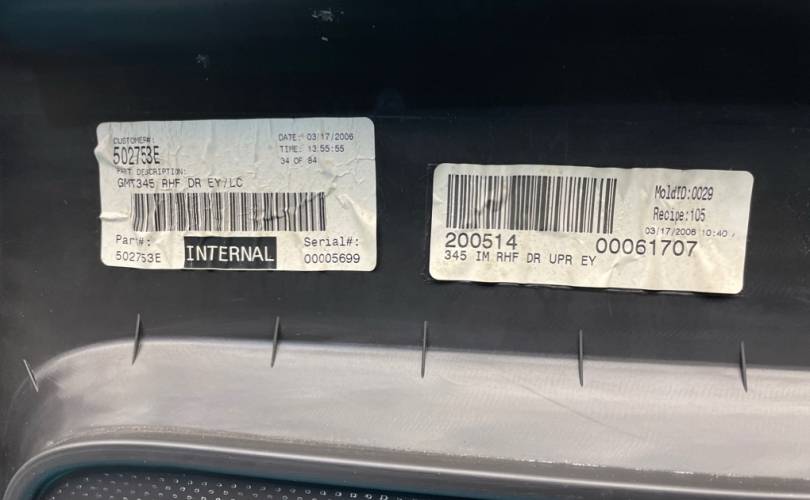 CUSTOMER#:
502753E
DATE: 03/17/2006
TIME: 13:55:55
34 OF 84
PART DESCRIPTION:
GMT345 RHF DR EY/LC
Part#:
502753E
INTERNAL
Serial#:
00005699
MoldID:0029
Recipe:105
03/17/2006 10:40
200514
00061707
345 IM RHF DR UPR EY